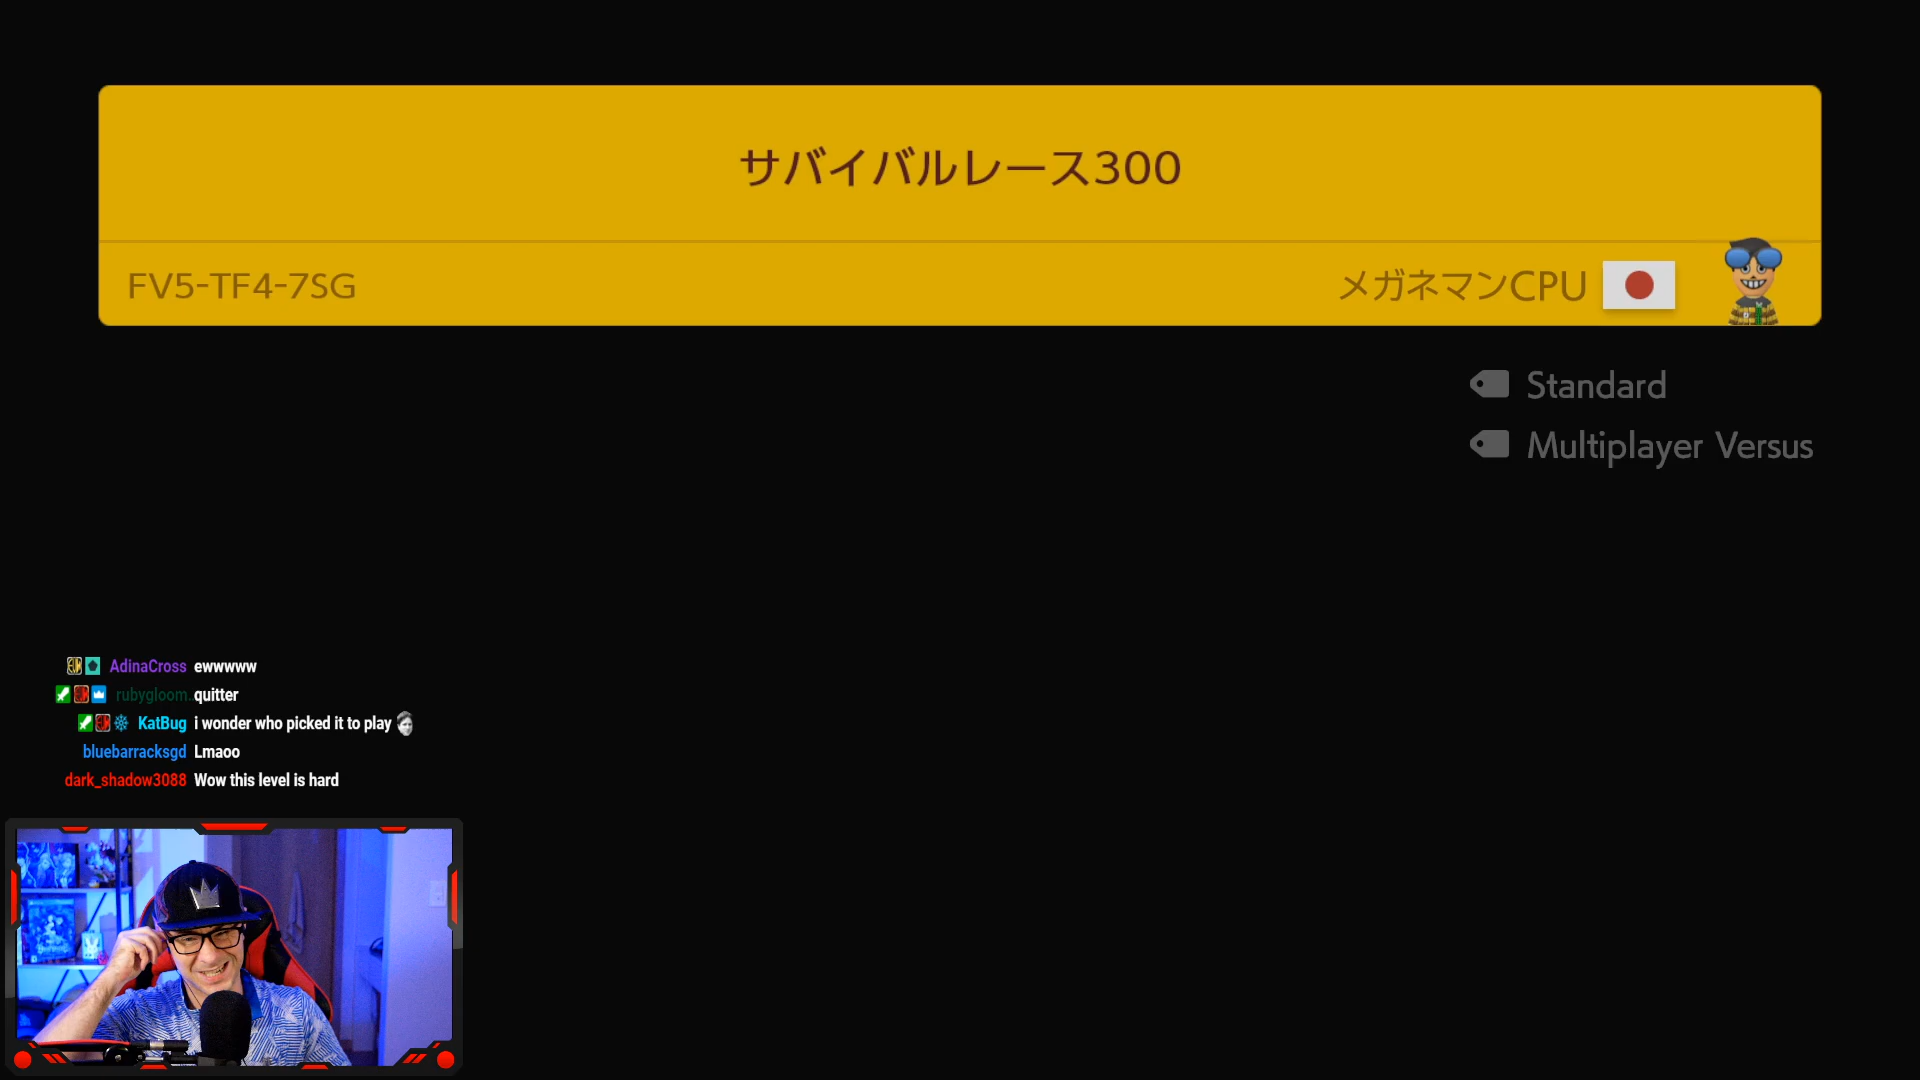 サバイバルレース300
FV5-TF4-7SG
メガネマンCPU
Standard
Multiplayer Versus
AdinaCross ewwwww
rubygloom. quitter
KatBug i wonder who picked it to play
bluebarracksgd Lmaoo
dark_shadow3088 Wow this level is hard